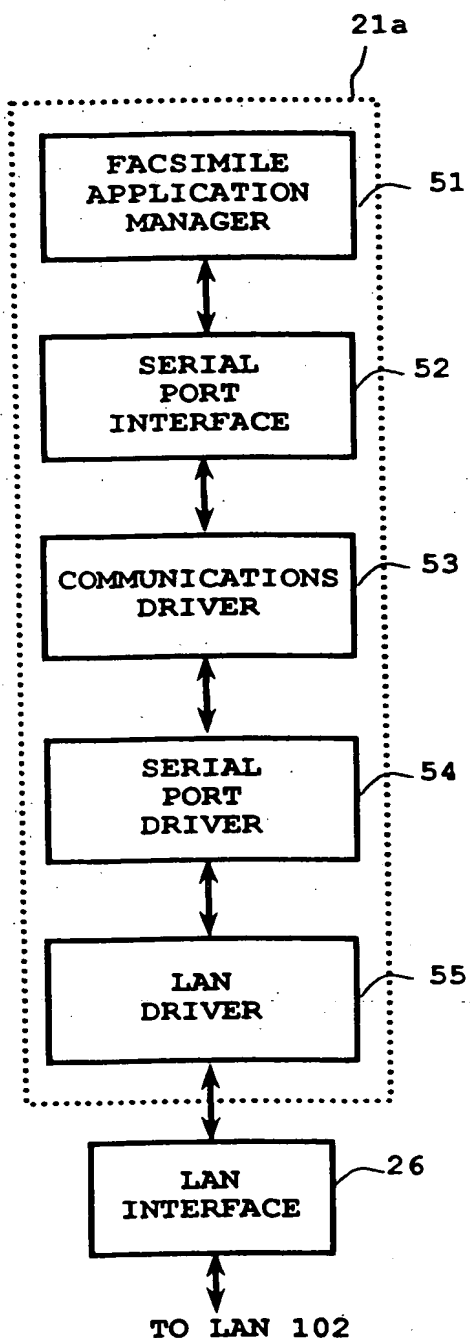 21a
FACSIMILE
APPLICATION
MANAGER
51
SERIAL
PORT
INTERFACE
52
COMMUNICATIONS
DRIVER
53
SERIAL
PORT
DRIVER
54
LAN
DRIVER
55
LAN
INTERFACE
26
TO LAN 102